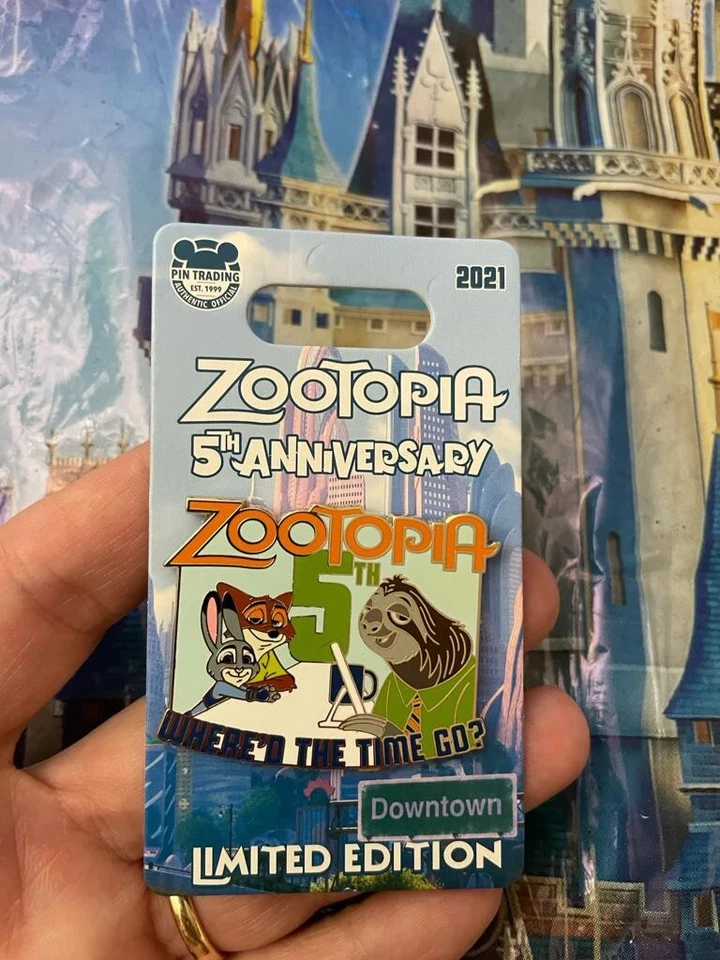 PIN TRADING
EST. 1999
AUTHENTIC OFFICIAL
2021
ZOOTOPIA
5TH ANNIVERSARY
ZOOTOPIA
5TH
WHERE'D THE TIME GO?
Downtown
LIMITED EDITION